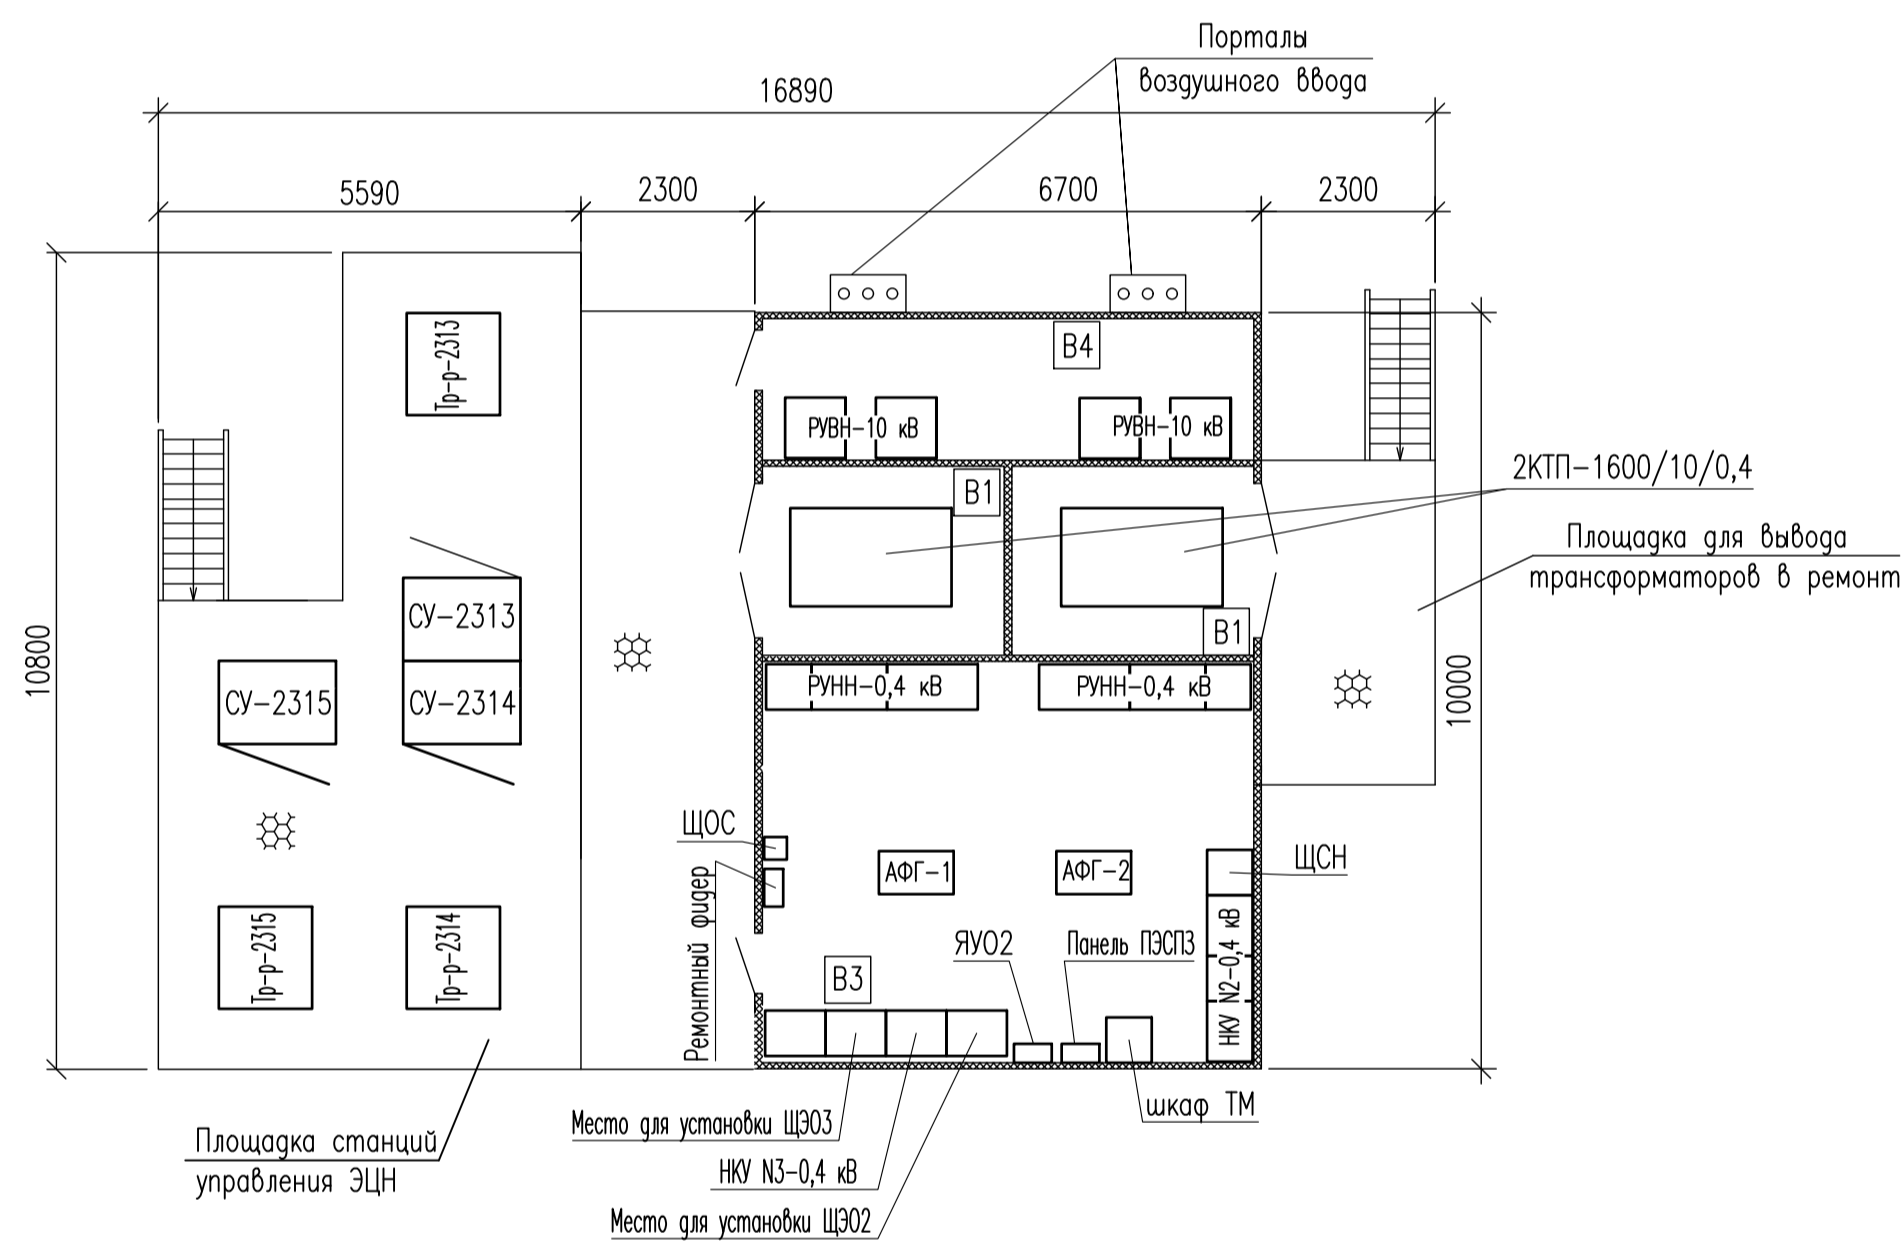 Порталы
воздушного ввода
16890
5590
2300
6700
2300
Тр-р-2313
В4
РУВН-10 кВ
РУВН-10 кВ
2КТП-1600/10/0,4
В1
Площадка для вывода
трансформаторов в ремонт
СУ-2313
В1
10800
СУ-2315
СУ-2314
РУНН-0,4 кВ
РУНН-0,4 кВ
10000
ЩОС
АФГ-1
АФГ-2
ЩСН
Ремонтный фидер
Тр-р-2315
Тр-р-2314
ЯУО2
Панель ПЭСПЗ
НКУ N2-0,4 кВ
В3
шкаф ТМ
Место для установки ЩЭО3
Площадка станций
управления ЭЦН
НКУ N3-0,4 кВ
Место для установки ЩЭО2